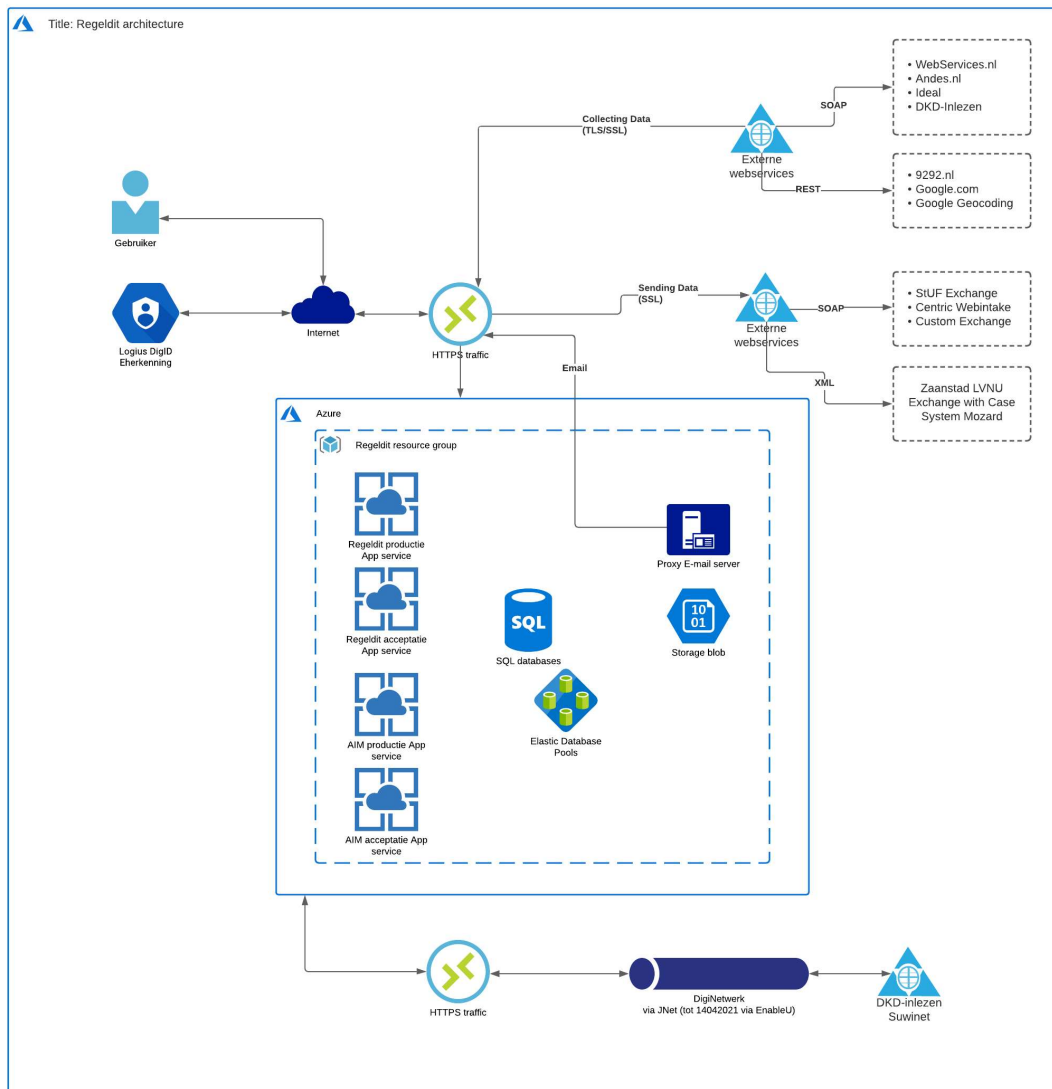 Title: Regeldit architecture
• WebServices.nl
• Andes.nl
• Ideal
• DKD-Inlezen
SOAP
Collecting Data
(TLS/SSL)
Externe
webservices
REST
• 9292.nl
• Google.com
• Google Geocoding
Gebruiker
Logius DigID
Eherkenning
Internet
HTTPS traffic
Sending Data
(SSL)
Externe
webservices
SOAP
• StUF Exchange
• Centric Webintake
• Custom Exchange
XML
Zaanstad LVNU
Exchange with Case
System Mozard
Email
Azure
Regeldit resource group
Regeldit productie
App service
Proxy E-mail server
Regeldit acceptatie
App service
SQL
SQL databases
10
01
Storage blob
AIM productie App
service
Elastic Database
Pools
AIM acceptatie App
service
HTTPS traffic
DigiNetwerk
via JNet (tot 14042021 via EnableU)
DKD-inlezen
Suwinet